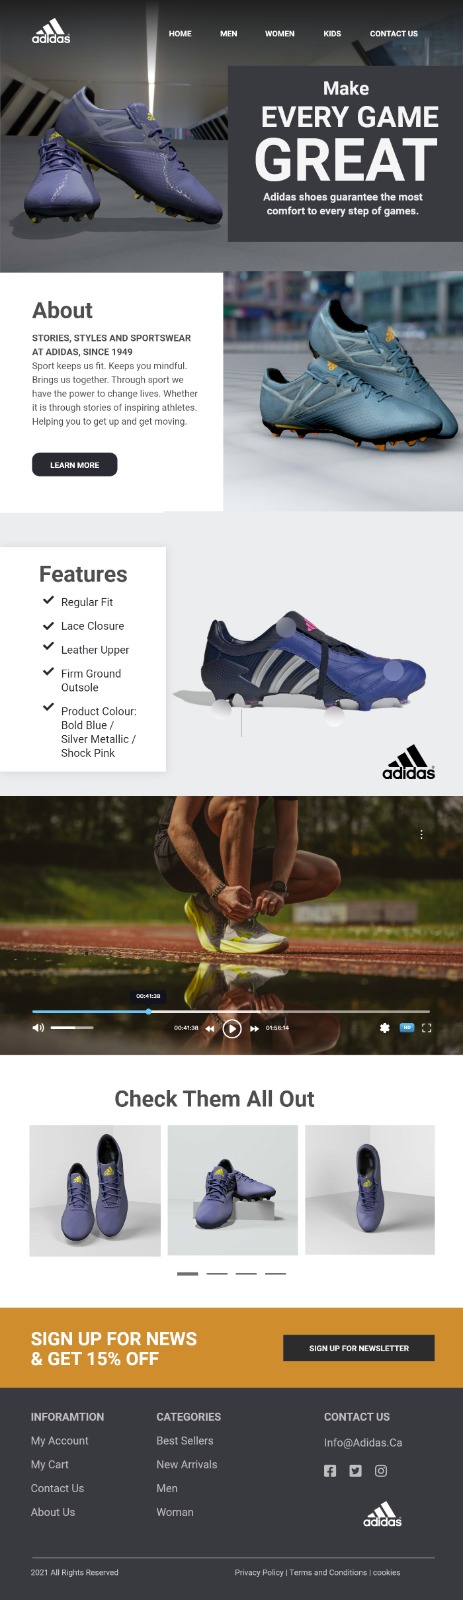 adidas
HOME MEN WOMEN KIDS CONTACT US
Make
EVERY GAME
GREAT
Adidas shoes guarantee the most
comfort to every step of games.
About
STORIES, STYLES AND SPORTSWEAR
AT ADIDAS, SINCE 1949
Sport keeps us fit. Keeps you mindful.
Brings us together. Through sport we
have the power to change lives. Whether
it is through stories of inspiring athletes.
Helping you to get up and get moving.
LEARN MORE
Features
Regular Fit
Lace Closure
Leather Upper
Firm Ground
Outsole
Product Colour:
Bold Blue /
Silver Metallic /
Shock Pink
adidas
00:41:38
00:41:38 01:56:14 HD
Check Them All Out
SIGN UP FOR NEWS
& GET 15% OFF
SIGN UP FOR NEWSLETTER
INFORAMTION CATEGORIES CONTACT US
My Account Best Sellers Info@Adidas.Ca
My Cart New Arrivals
Contact Us Men
About Us Woman
adidas
2021 All Rights Reserved Privacy Policy | Terms and Conditions | cookies